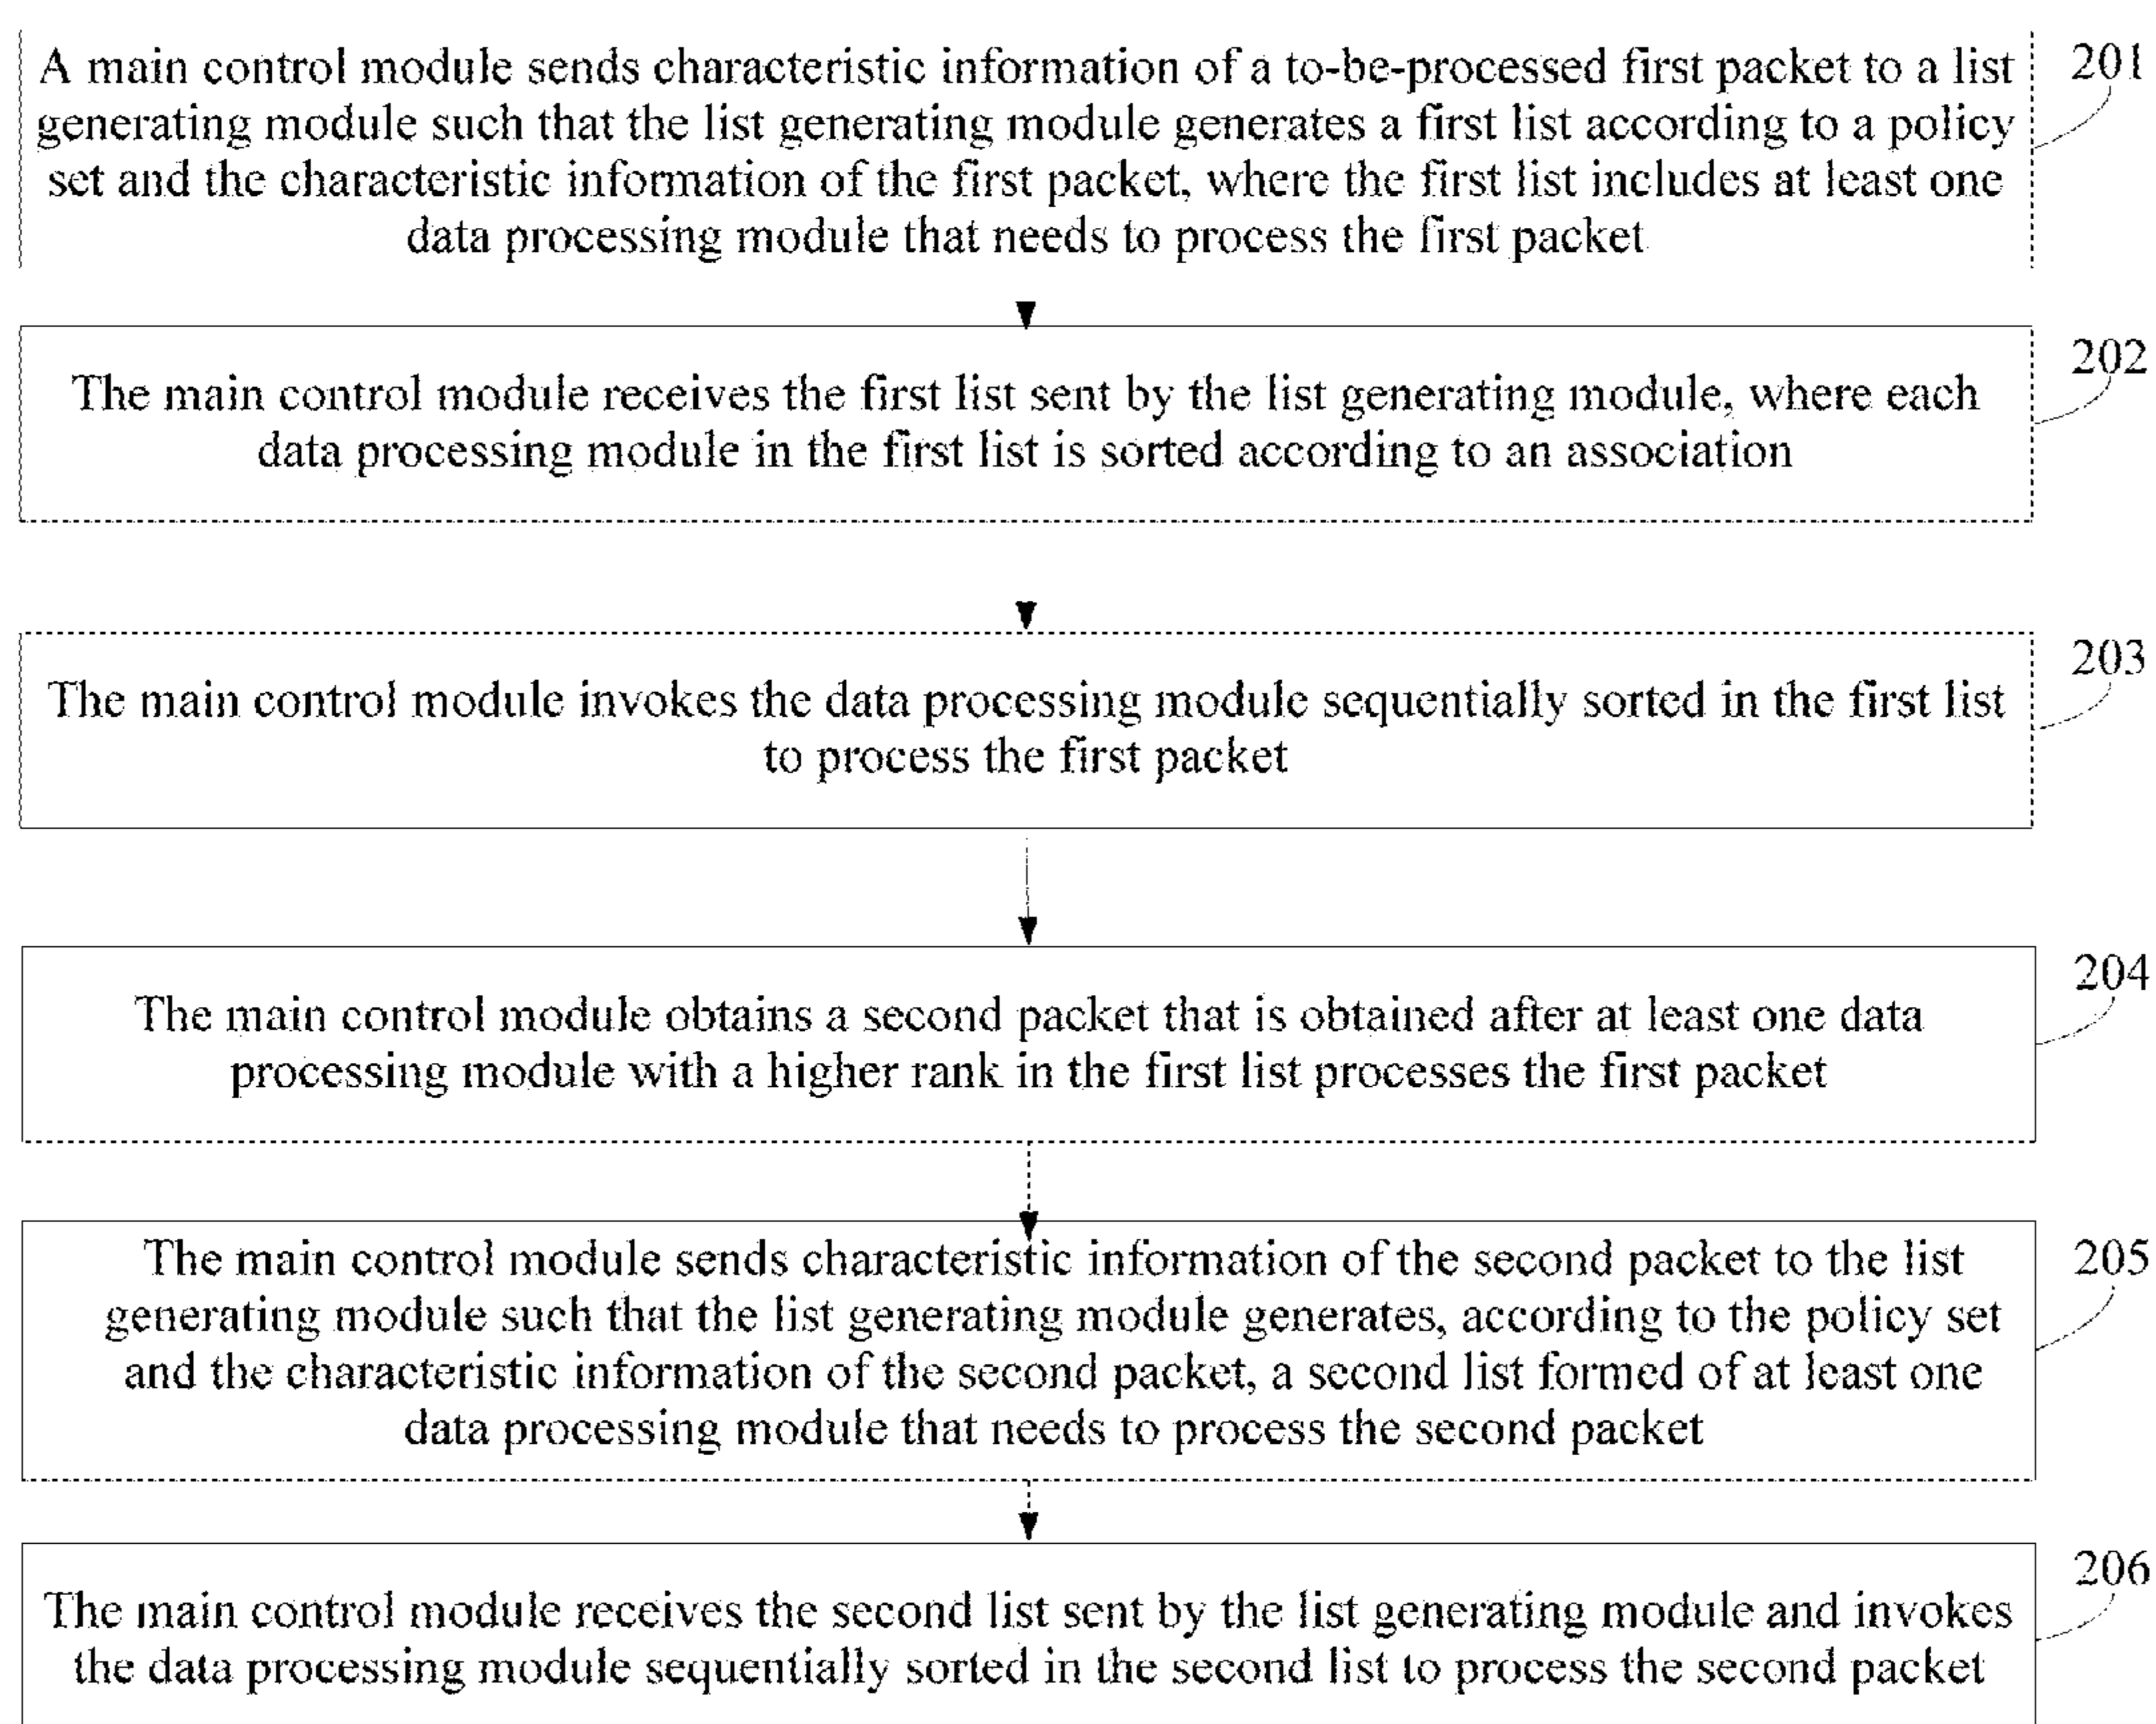 A main control module sends characteristic information of a to-be-processed first packet to a list
generating module such that the list generating module generates a first list according to a policy
set and the characteristic information of the first packet, where the first list includes at least one
data processing module that needs to process the first packet
201
The main control module receives the first list sent by the list generating module, where each
data processing module in the first list is sorted according to an association
202
The main control module invokes the data processing module sequentially sorted in the first list
to process the first packet
203
The main control module obtains a second packet that is obtained after at least one data
processing module with a higher rank in the first list processes the first packet
204
The main control module sends characteristic information of the second packet to the list
generating module such that the list generating module generates, according to the policy set
and the characteristic information of the second packet, a second list formed of at least one
data processing module that needs to process the second packet
205
The main control module receives the second list sent by the list generating module and invokes
the data processing module sequentially sorted in the second list to process the second packet
206